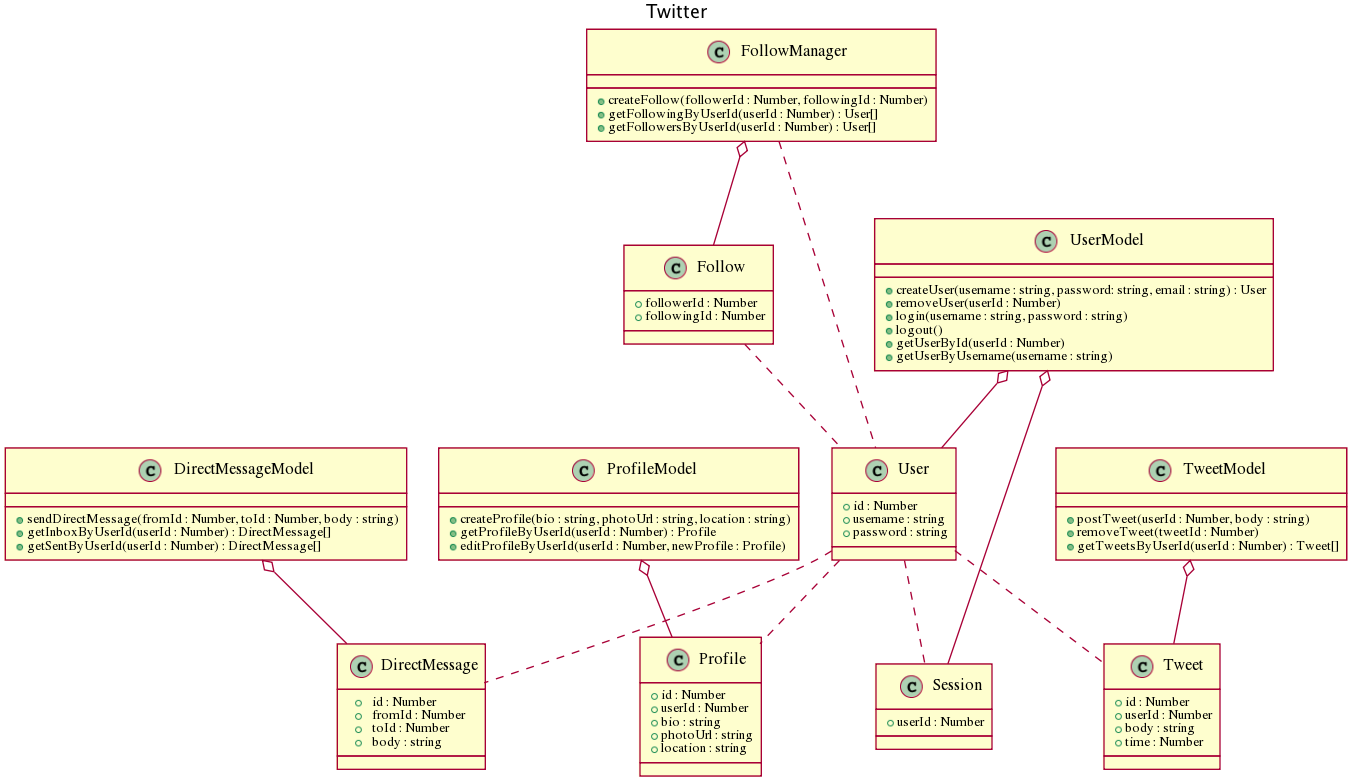 Twitter
C FollowManager
createFollow(followerId : Number, followingId : Number)
getFollowingByUserId(userId : Number) : User[]
getFollowersByUserId(userId : Number) : User[]
C Follow
followerId : Number
followingId : Number
C UserModel
createUser(username : string, password: string, email : string) : User
removeUser(userId : Number)
login(username : string, password : string)
logout()
getUserById(userId : Number)
getUserByUsername(username : string)
C DirectMessageModel
sendDirectMessage(fromId : Number, toId : Number, body : string)
getInboxByUserId(userId : Number) : DirectMessage[]
getSentByUserId(userId : Number) : DirectMessage[]
C ProfileModel
createProfile(bio : string, photoUrl : string, location : string)
getProfileByUserId(userId : Number) : Profile
editProfileByUserId(userId : Number, newProfile : Profile)
C User
id : Number
username : string
password : string
C TweetModel
postTweet(userId : Number, body : string)
removeTweet(tweetId : Number)
getTweetsByUserId(userId : Number) : Tweet[]
C DirectMessage
id : Number
fromId : Number
toId : Number
body : string
C Profile
id : Number
userId : Number
bio : string
photoUrl : string
location : string
C Session
userId : Number
C Tweet
id : Number
userId : Number
body : string
time : Number